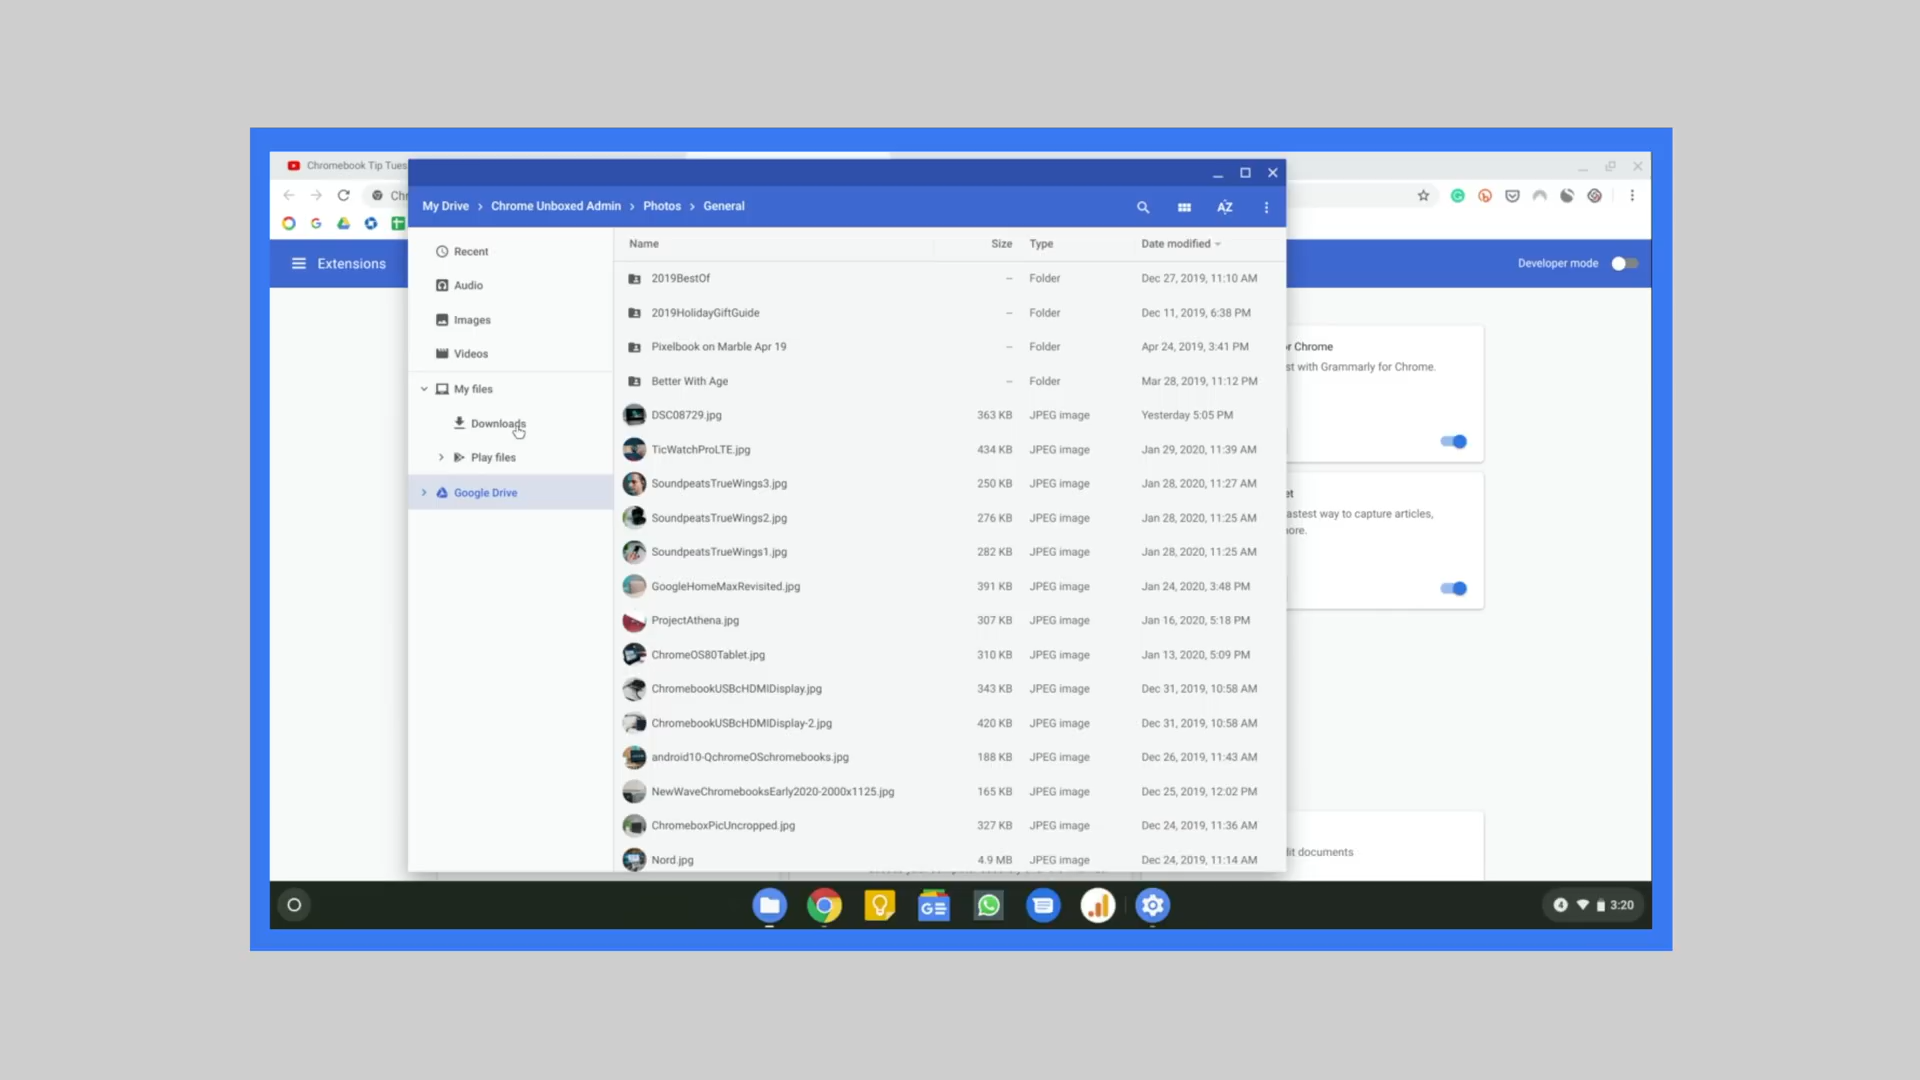 Chromebook Tip Tues
My Drive > Chrome Unboxed Admin > Photos > General
AZ
Extensions
Developer mode
Recent
Audio
Images
Videos
My files
Downloads
Play files
Google Drive
Name Size Type Date modified
2019BestOf -- Folder Dec 27, 2019, 11:10 AM
2019HolidayGiftGuide -- Folder Dec 11, 2019, 6:38 PM
Pixelbook on Marble Apr 19 -- Folder Apr 24, 2019, 3:41 PM
Better With Age -- Folder Mar 28, 2019, 11:12 PM
DSC08729.jpg 363 KB JPEG image Yesterday 5:05 PM
TicWatchProLTE.jpg 434 KB JPEG image Jan 29, 2020, 11:39 AM
SoundpeatsTrueWings3.jpg 250 KB JPEG image Jan 28, 2020, 11:27 AM
SoundpeatsTrueWings2.jpg 276 KB JPEG image Jan 28, 2020, 11:25 AM
SoundpeatsTrueWings1.jpg 282 KB JPEG image Jan 28, 2020, 11:25 AM
GoogleHomeMaxRevisited.jpg 391 KB JPEG image Jan 24, 2020, 3:48 PM
ProjectAthena.jpg 307 KB JPEG image Jan 16, 2020, 5:18 PM
ChromeOS80Tablet.jpg 310 KB JPEG image Jan 13, 2020, 5:09 PM
ChromebookUSBcHDMIDisplay.jpg 343 KB JPEG image Dec 31, 2019, 10:58 AM
ChromebookUSBcHDMIDisplay-2.jpg 420 KB JPEG image Dec 31, 2019, 10:58 AM
android10-QchromeOSchromebooks.jpg 188 KB JPEG image Dec 26, 2019, 11:43 AM
NewWaveChromebooksEarly2020-2000x1125.jpg 165 KB JPEG image Dec 25, 2019, 12:02 PM
ChromeboxPicUncropped.jpg 327 KB JPEG image Dec 24, 2019, 11:36 AM
Nord.jpg 4.9 MB JPEG image Dec 24, 2019, 11:14 AM
r Chrome
st with Grammarly for Chrome.
et
astest way to capture articles,
ore.
dit documents
4 3:20